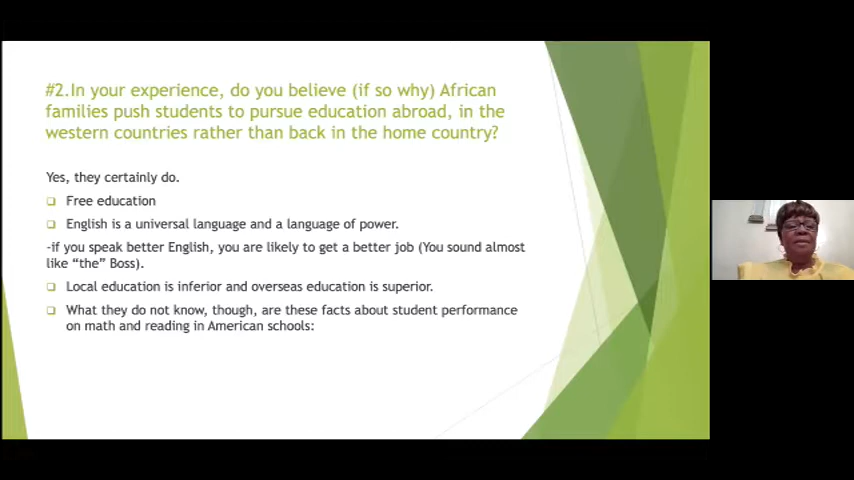 #2.In your experience, do you believe (if so why) African
families push students to pursue education abroad, in the
western countries rather than back in the home country?
Yes, they certainly do.
Free education
English is a universal language and a language of power.
-if you speak better English, you are likely to get a better job (You sound almost
like “the” Boss).
Local education is inferior and overseas education is superior.
What they do not know, though, are these facts about student performance
on math and reading in American schools: